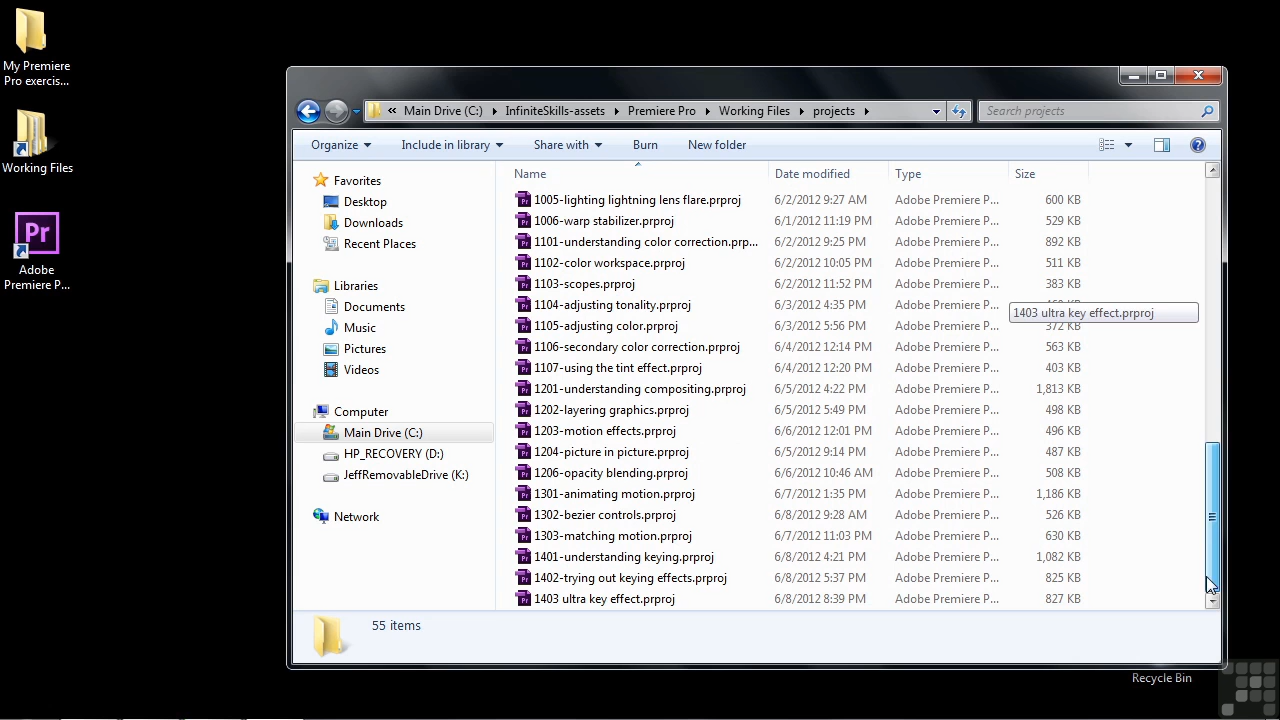 My Premiere
Pro exercis...
Working Files
Pr
Adobe
Premiere P...
« Main Drive (C:) InfiniteSkills-assets Premiere Pro Working Files projects
Search projects
Organize Include in library Share with Burn New folder
Favorites
Desktop
Downloads
Recent Places
Libraries
Documents
Music
Pictures
Videos
Computer
Main Drive (C:)
HP_RECOVERY (D:)
JeffRemovableDrive (K:)
Network
Name Date modified Type Size
1005-lighting lightning lens flare.prproj 6/2/2012 9:27 AM Adobe Premiere P... 600 KB
1006-warp stabilizer.prproj 6/1/2012 11:19 PM Adobe Premiere P... 529 KB
1101-understanding color correction.prp... 6/2/2012 9:25 PM Adobe Premiere P... 892 KB
1102-color workspace.prproj 6/2/2012 10:05 PM Adobe Premiere P... 511 KB
1103-scopes.prproj 6/2/2012 11:52 PM Adobe Premiere P... 383 KB
1104-adjusting tonality.prproj 6/3/2012 4:35 PM Adobe Premiere P... KB
1403 ultra key effect.prproj
1105-adjusting color.prproj 6/3/2012 5:56 PM Adobe Premiere P... 372 KB
1106-secondary color correction.prproj 6/4/2012 12:14 PM Adobe Premiere P... 563 KB
1107-using the tint effect.prproj 6/4/2012 12:20 PM Adobe Premiere P... 403 KB
1201-understanding compositing.prproj 6/5/2012 4:22 PM Adobe Premiere P... 1,813 KB
1202-layering graphics.prproj 6/5/2012 5:49 PM Adobe Premiere P... 498 KB
1203-motion effects.prproj 6/6/2012 12:01 PM Adobe Premiere P... 496 KB
1204-picture in picture.prproj 6/5/2012 9:14 PM Adobe Premiere P... 487 KB
1206-opacity blending.prproj 6/6/2012 10:46 AM Adobe Premiere P... 508 KB
1301-animating motion.prproj 6/7/2012 1:35 PM Adobe Premiere P... 1,186 KB
1302-bezier controls.prproj 6/8/2012 9:28 AM Adobe Premiere P... 526 KB
1303-matching motion.prproj 6/7/2012 11:03 PM Adobe Premiere P... 630 KB
1401-understanding keying.prproj 6/8/2012 4:21 PM Adobe Premiere P... 1,082 KB
1402-trying out keying effects.prproj 6/8/2012 5:37 PM Adobe Premiere P... 825 KB
1403 ultra key effect.prproj 6/8/2012 8:39 PM Adobe Premiere P... 827 KB
55 items
Recycle Bin